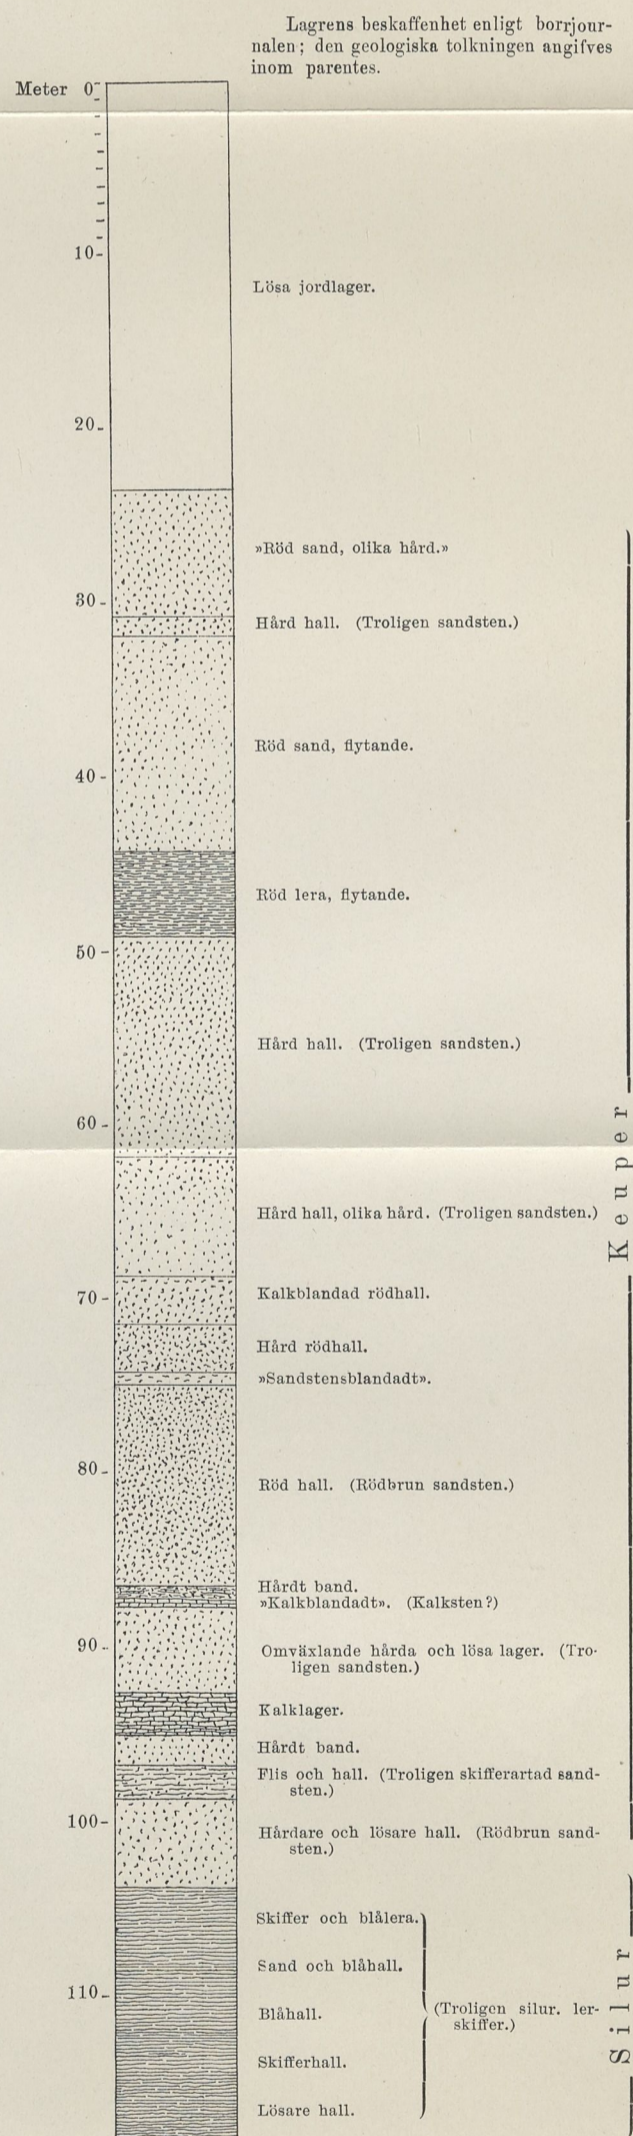 Lagrens beskaffenhet enligt borrjour-
nalen; den geologiska tolkningen angifves
inom parentes.
Meter 0
10
Lösa jordlager.
20
»Röd sand, olika hård.»
30
Hård hall. (Troligen sandsten.)
Röd sand, flytande.
40
Röd lera, flytande.
50
Hård hall. (Troligen sandsten.)
60
Keuper
Hård hall, olika hård. (Troligen sandsten.)
70
Kalkblandad rödhall.
Hård rödhall.
»Sandstensblandadt».
80
Röd hall. (Rödbrun sandsten.)
Hårdt band.
»Kalkblandadt». (Kalksten?)
90
Omväxlande hårda och lösa lager. (Tro-
ligen sandsten.)
Kalklager.
Hårdt band.
Flis och hall. (Troligen skifferartad sand-
sten.)
100
Hårdare och lösare hall. (Rödbrun sand-
sten.)
Skiffer och blålera.
Sand och blåhall.
110
Blåhall.
(Troligen silur. ler-
skiffer.)
Silur
Skifferhall.
Lösare hall.